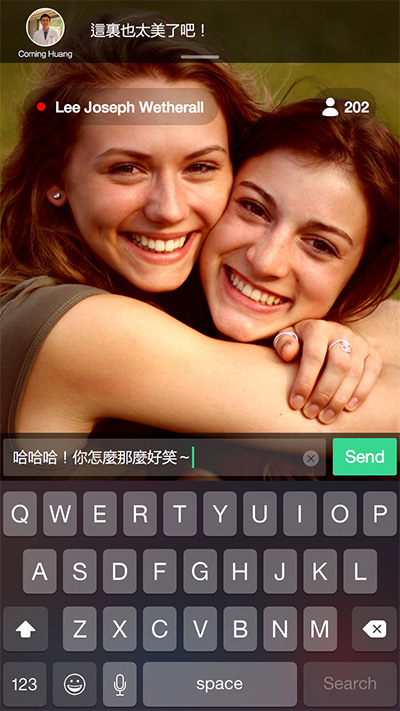 這裏也太美了吧！
Coming Huang
Lee Joseph Wetherall
202
哈哈哈！你怎麼那麼好笑～
Send
Q W E R T Y U I O P
A S D F G H J K L
Z X C V B N M
123 space Search